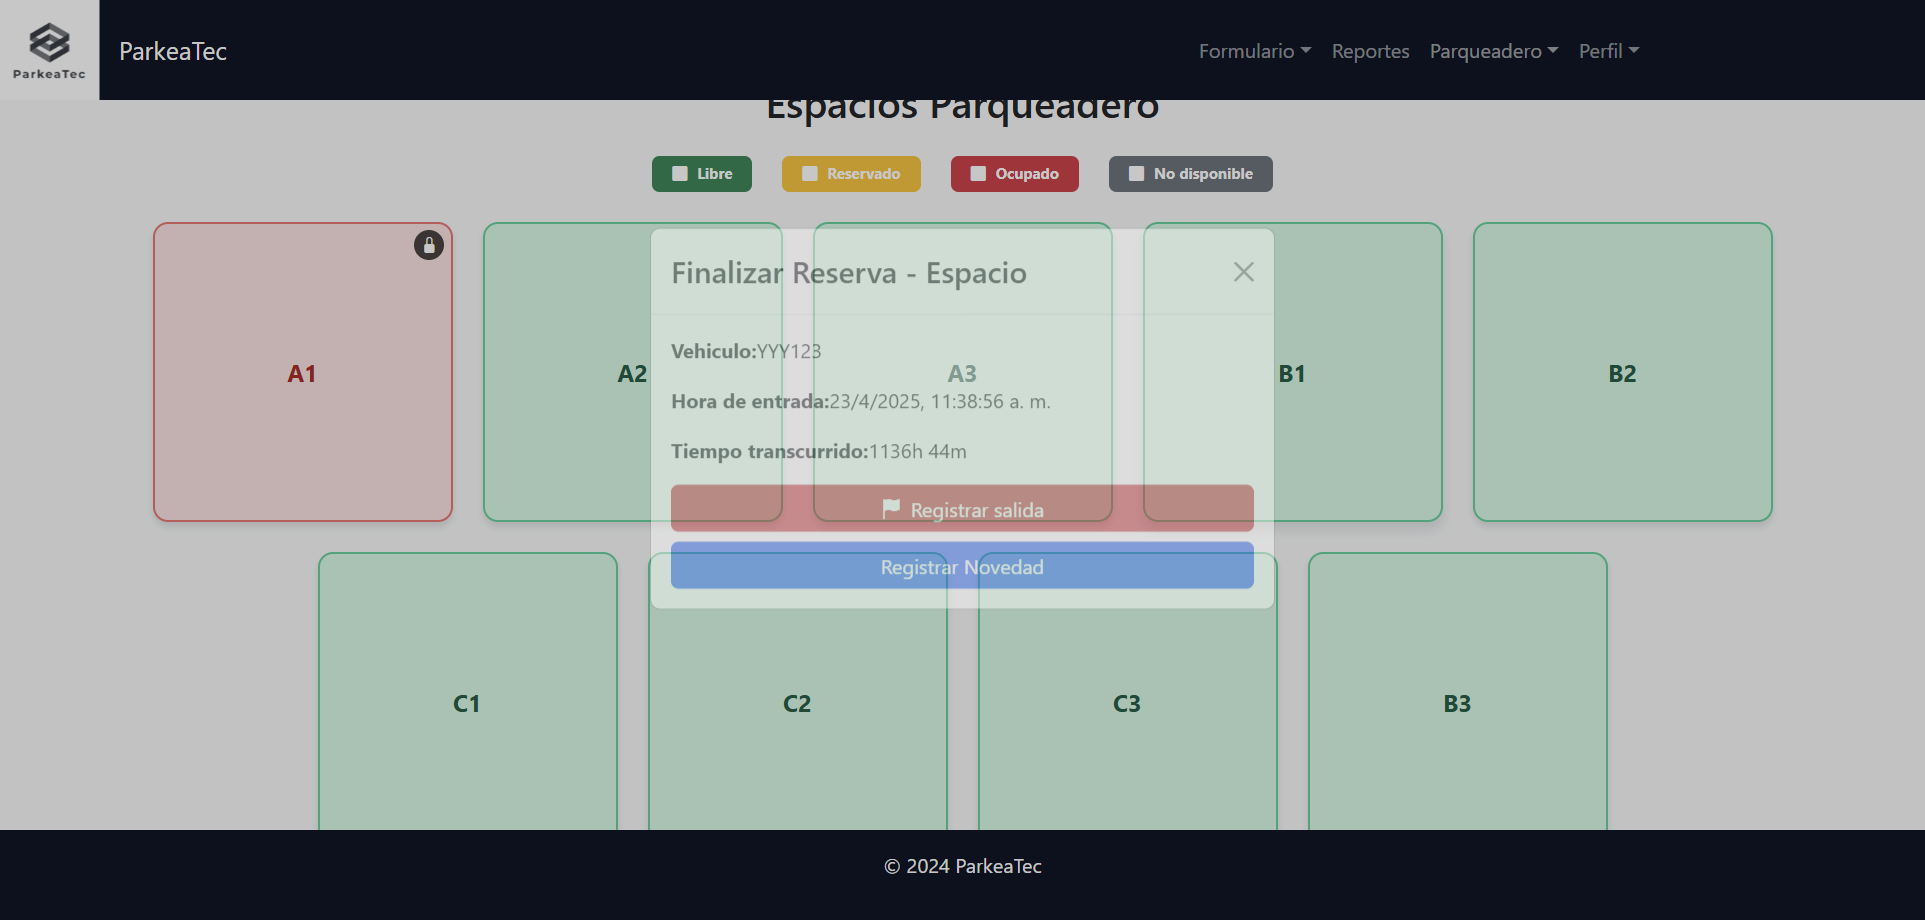 ParkeaTec
ParkeaTec
Formulario Reportes Parqueadero Perfil
Espacios Parqueadero
Libre Reservado Ocupado No disponible
A1 A2 A3 B1 B2
Finalizar Reserva - Espacio
Vehiculo:YYY123
Hora de entrada:23/4/2025, 11:38:56 a. m.
Tiempo transcurrido:1136h 44m
Registrar salida
Registrar Novedad
C1 C2 C3 B3
© 2024 ParkeaTec